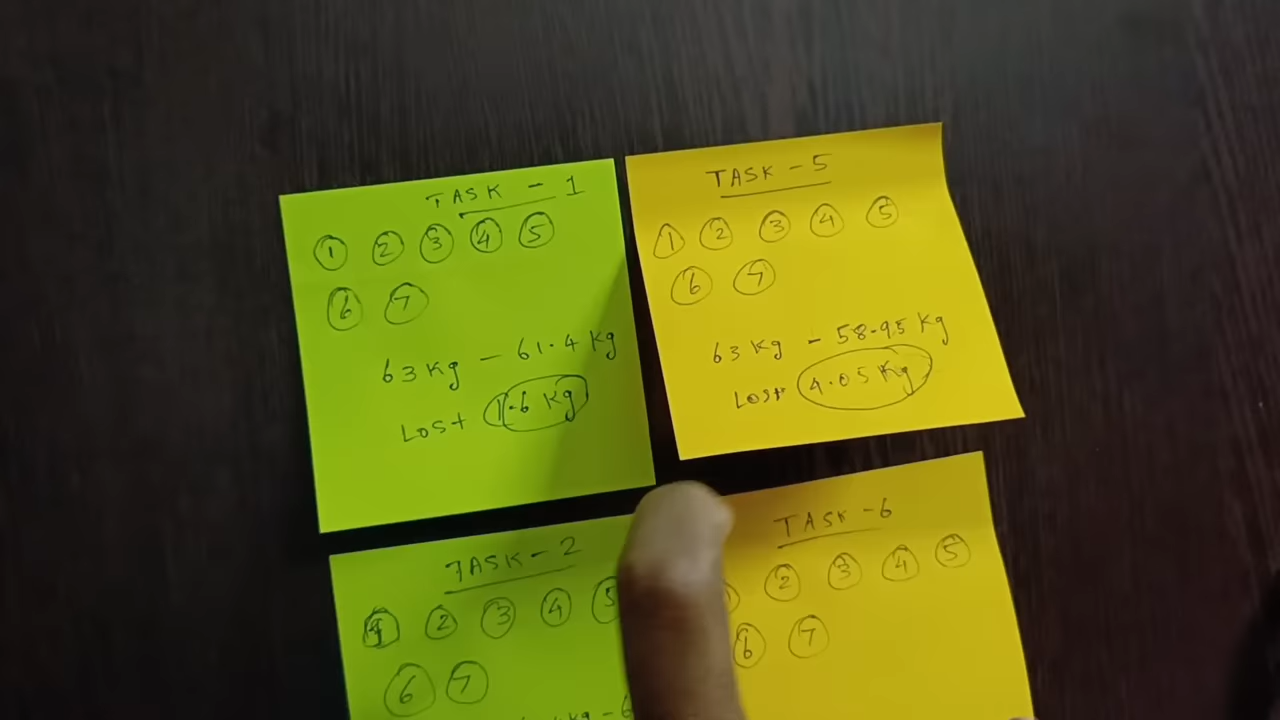 TASK - 1
1 2 3 4 5
6 7
63 Kg - 61.4 Kg
Lost 1.6 Kg
TASK - 5
1 2 3 4 5
6 7
63 Kg - 58.95 Kg
Lost 4.05 Kg
TASK - 2
1 2 3 4 5
6 7
TASK - 6
2 3 4 5
6 7